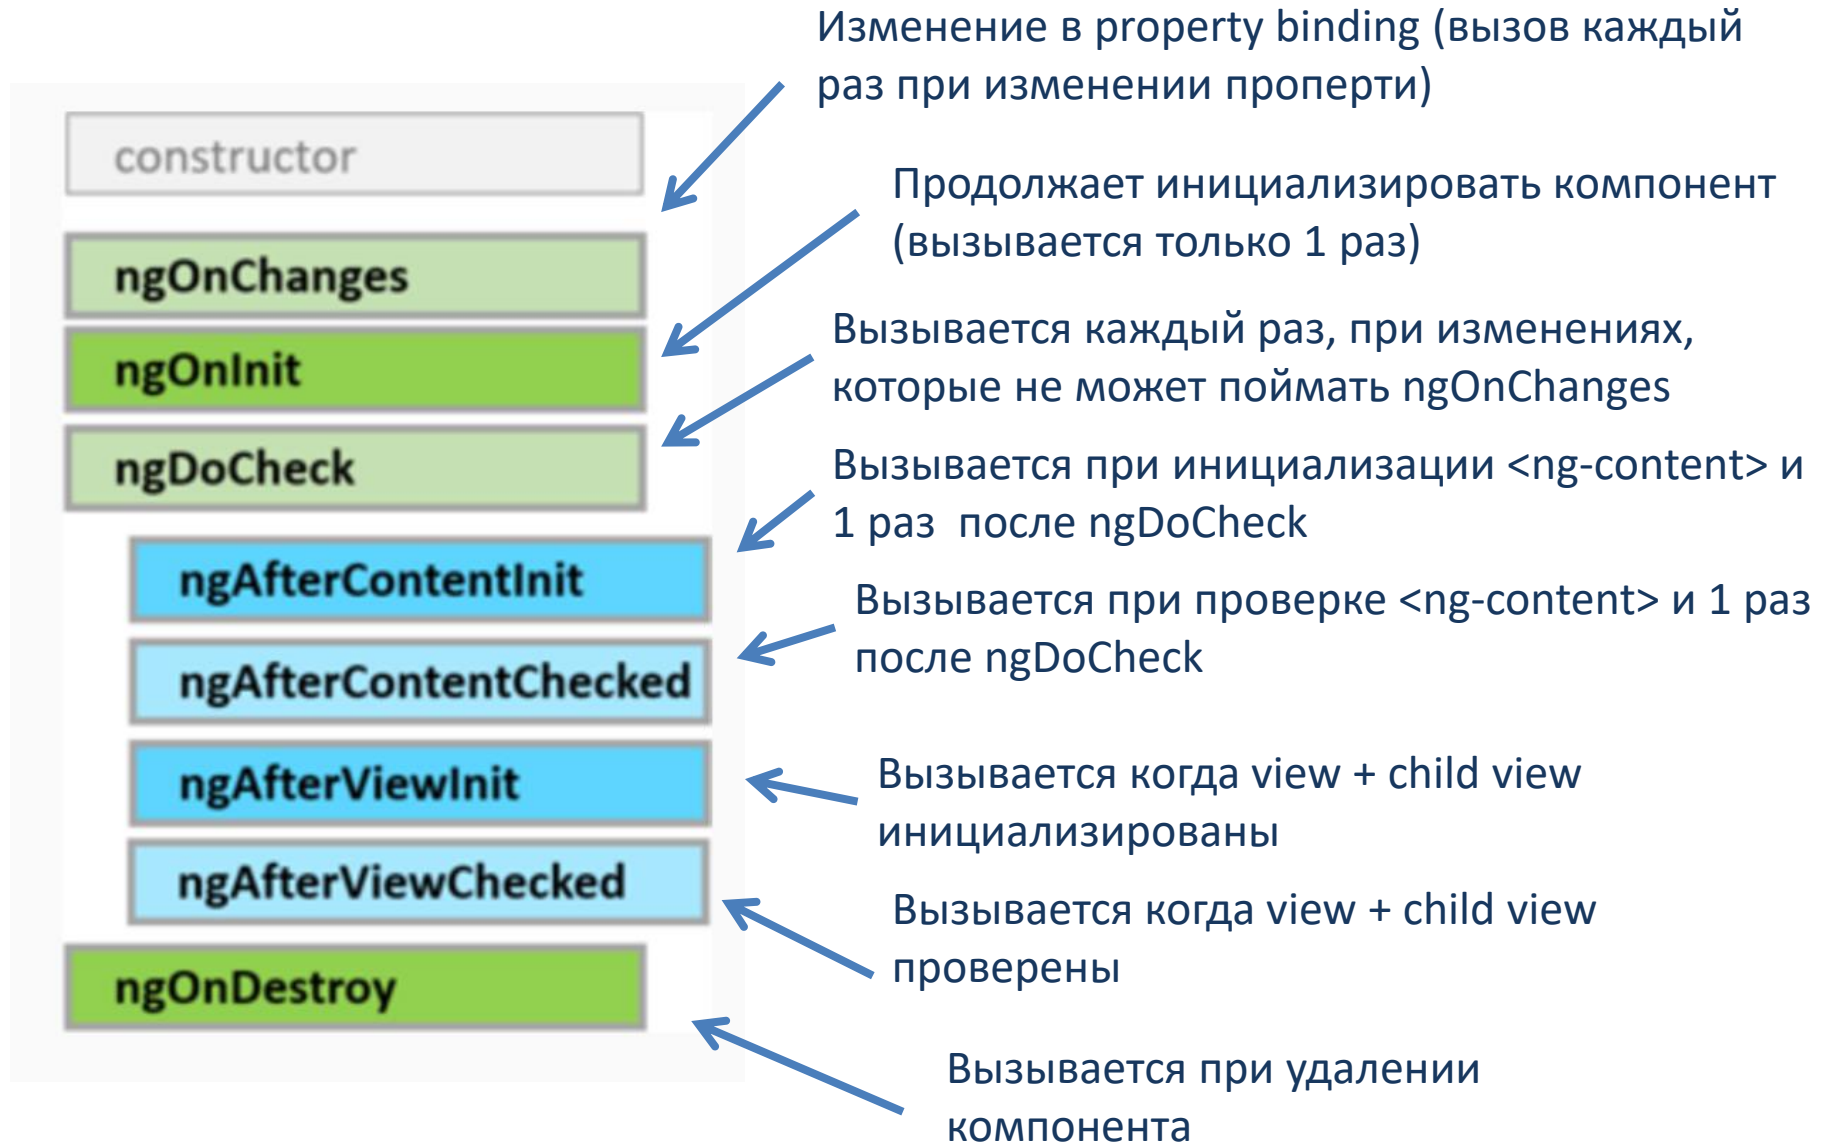 Изменение в property binding (вызов каждый
раз при изменении проперти)
constructor
Продолжает инициализировать компонент
(вызывается только 1 раз)
ngOnChanges
Вызывается каждый раз, при изменениях,
которые не может поймать ngOnChanges
ngOnInit
ngDoCheck
Вызывается при инициализации <ng-content> и
1 раз  после ngDoCheck
ngAfterContentInit
Вызывается при проверке <ng-content> и 1 раз
после ngDoCheck
ngAfterContentChecked
ngAfterViewInit
Вызывается когда view + child view
инициализированы
ngAfterViewChecked
Вызывается когда view + child view
проверены
ngOnDestroy
Вызывается при удалении
компонента